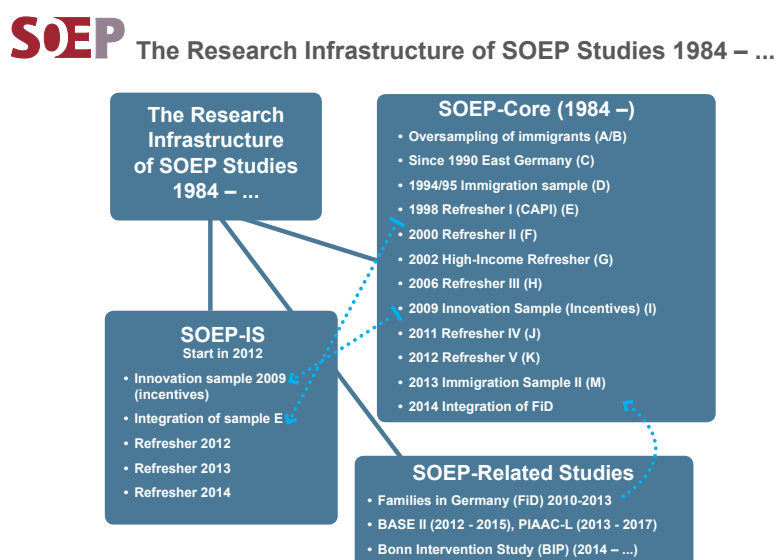 SOEP
The Research Infrastructure of SOEP Studies 1984 – ...
The Research
Infrastructure
of SOEP Studies
1984 – ...
SOEP-Core (1984 –)
• Oversampling of immigrants (A/B)
• Since 1990 East Germany (C)
• 1994/95 Immigration sample (D)
• 1998 Refresher I (CAPI) (E)
• 2000 Refresher II (F)
• 2002 High-Income Refresher (G)
• 2006 Refresher III (H)
• 2009 Innovation Sample (Incentives) (I)
• 2011 Refresher IV (J)
• 2012 Refresher V (K)
• 2013 Immigration Sample II (M)
• 2014 Integration of FiD
SOEP-IS
Start in 2012
• Innovation sample 2009
(incentives)
• Integration of sample E
• Refresher 2012
• Refresher 2013
• Refresher 2014
SOEP-Related Studies
• Families in Germany (FiD) 2010-2013
• BASE II (2012 - 2015), PIAAC-L (2013 - 2017)
• Bonn Intervention Study (BIP) (2014 – ...)